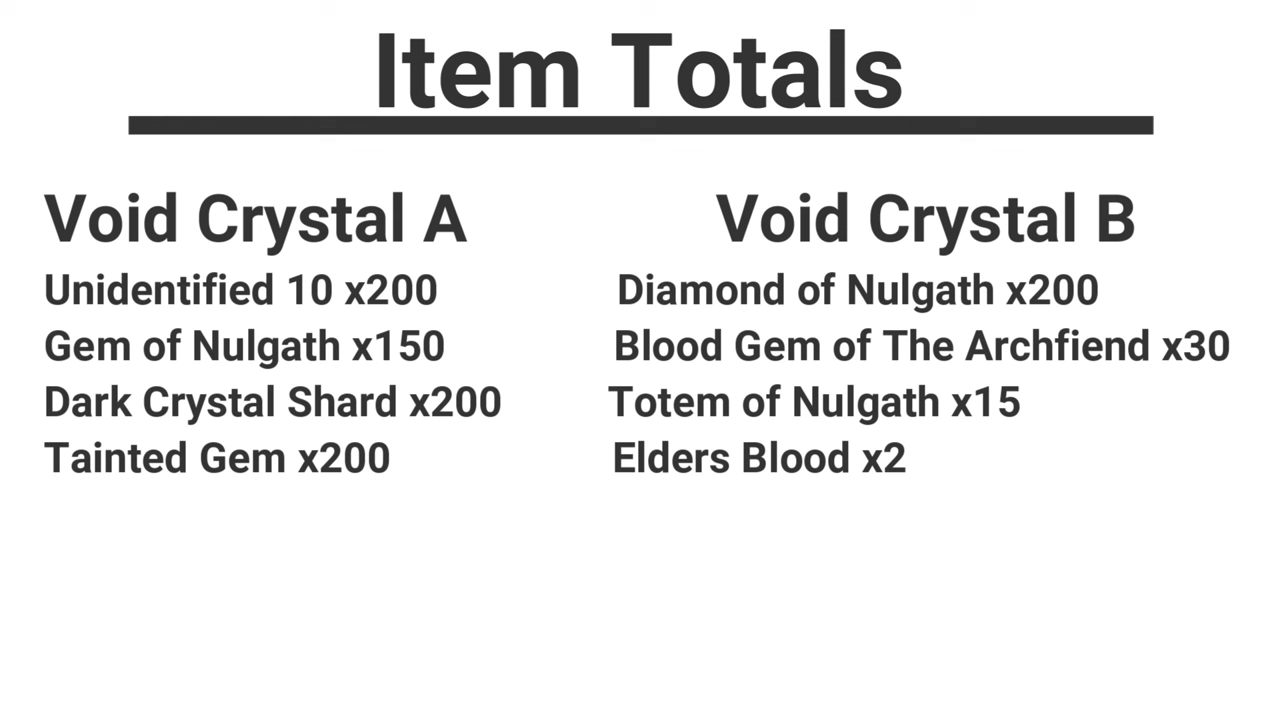 Item Totals
Void Crystal A
Unidentified 10 x200
Gem of Nulgath x150
Dark Crystal Shard x200
Tainted Gem x200
Void Crystal B
Diamond of Nulgath x200
Blood Gem of The Archfiend x30
Totem of Nulgath x15
Elders Blood x2